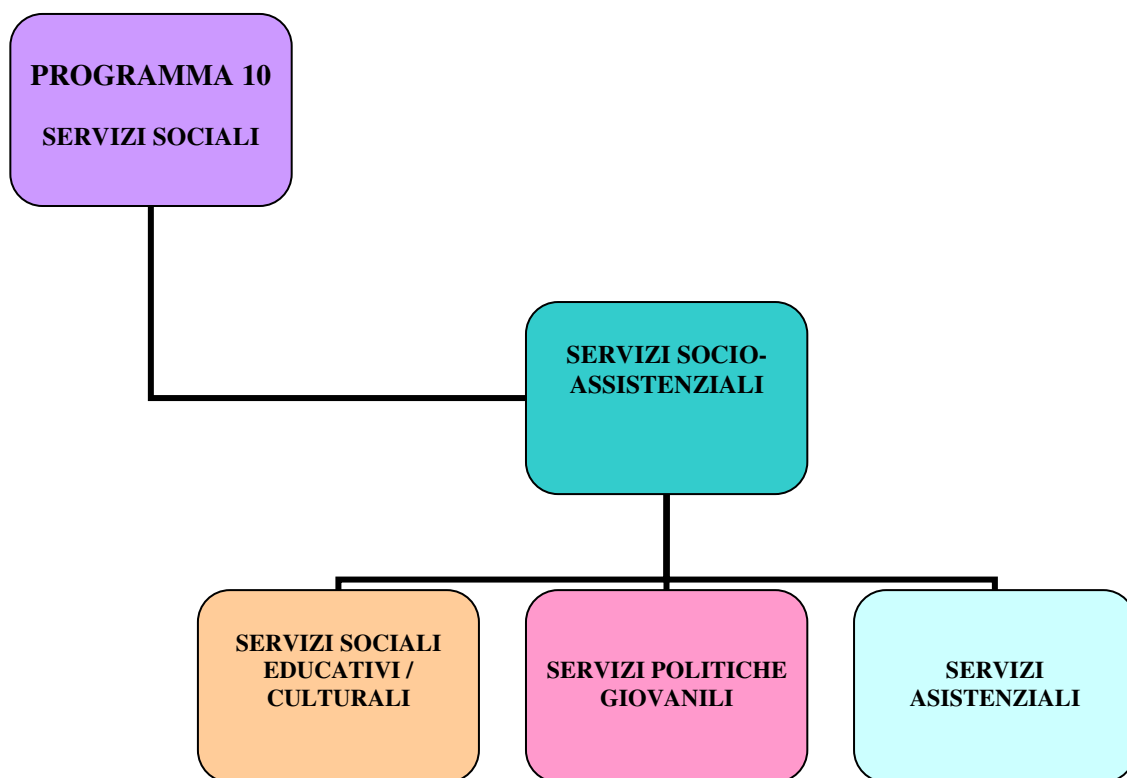 PROGRAMMA 10
SERVIZI SOCIALI
SERVIZI SOCIO-
ASSISTENZIALI
SERVIZI SOCIALI
EDUCATIVI /
CULTURALI
SERVIZI POLITICHE
GIOVANILI
SERVIZI
ASISTENZIALI